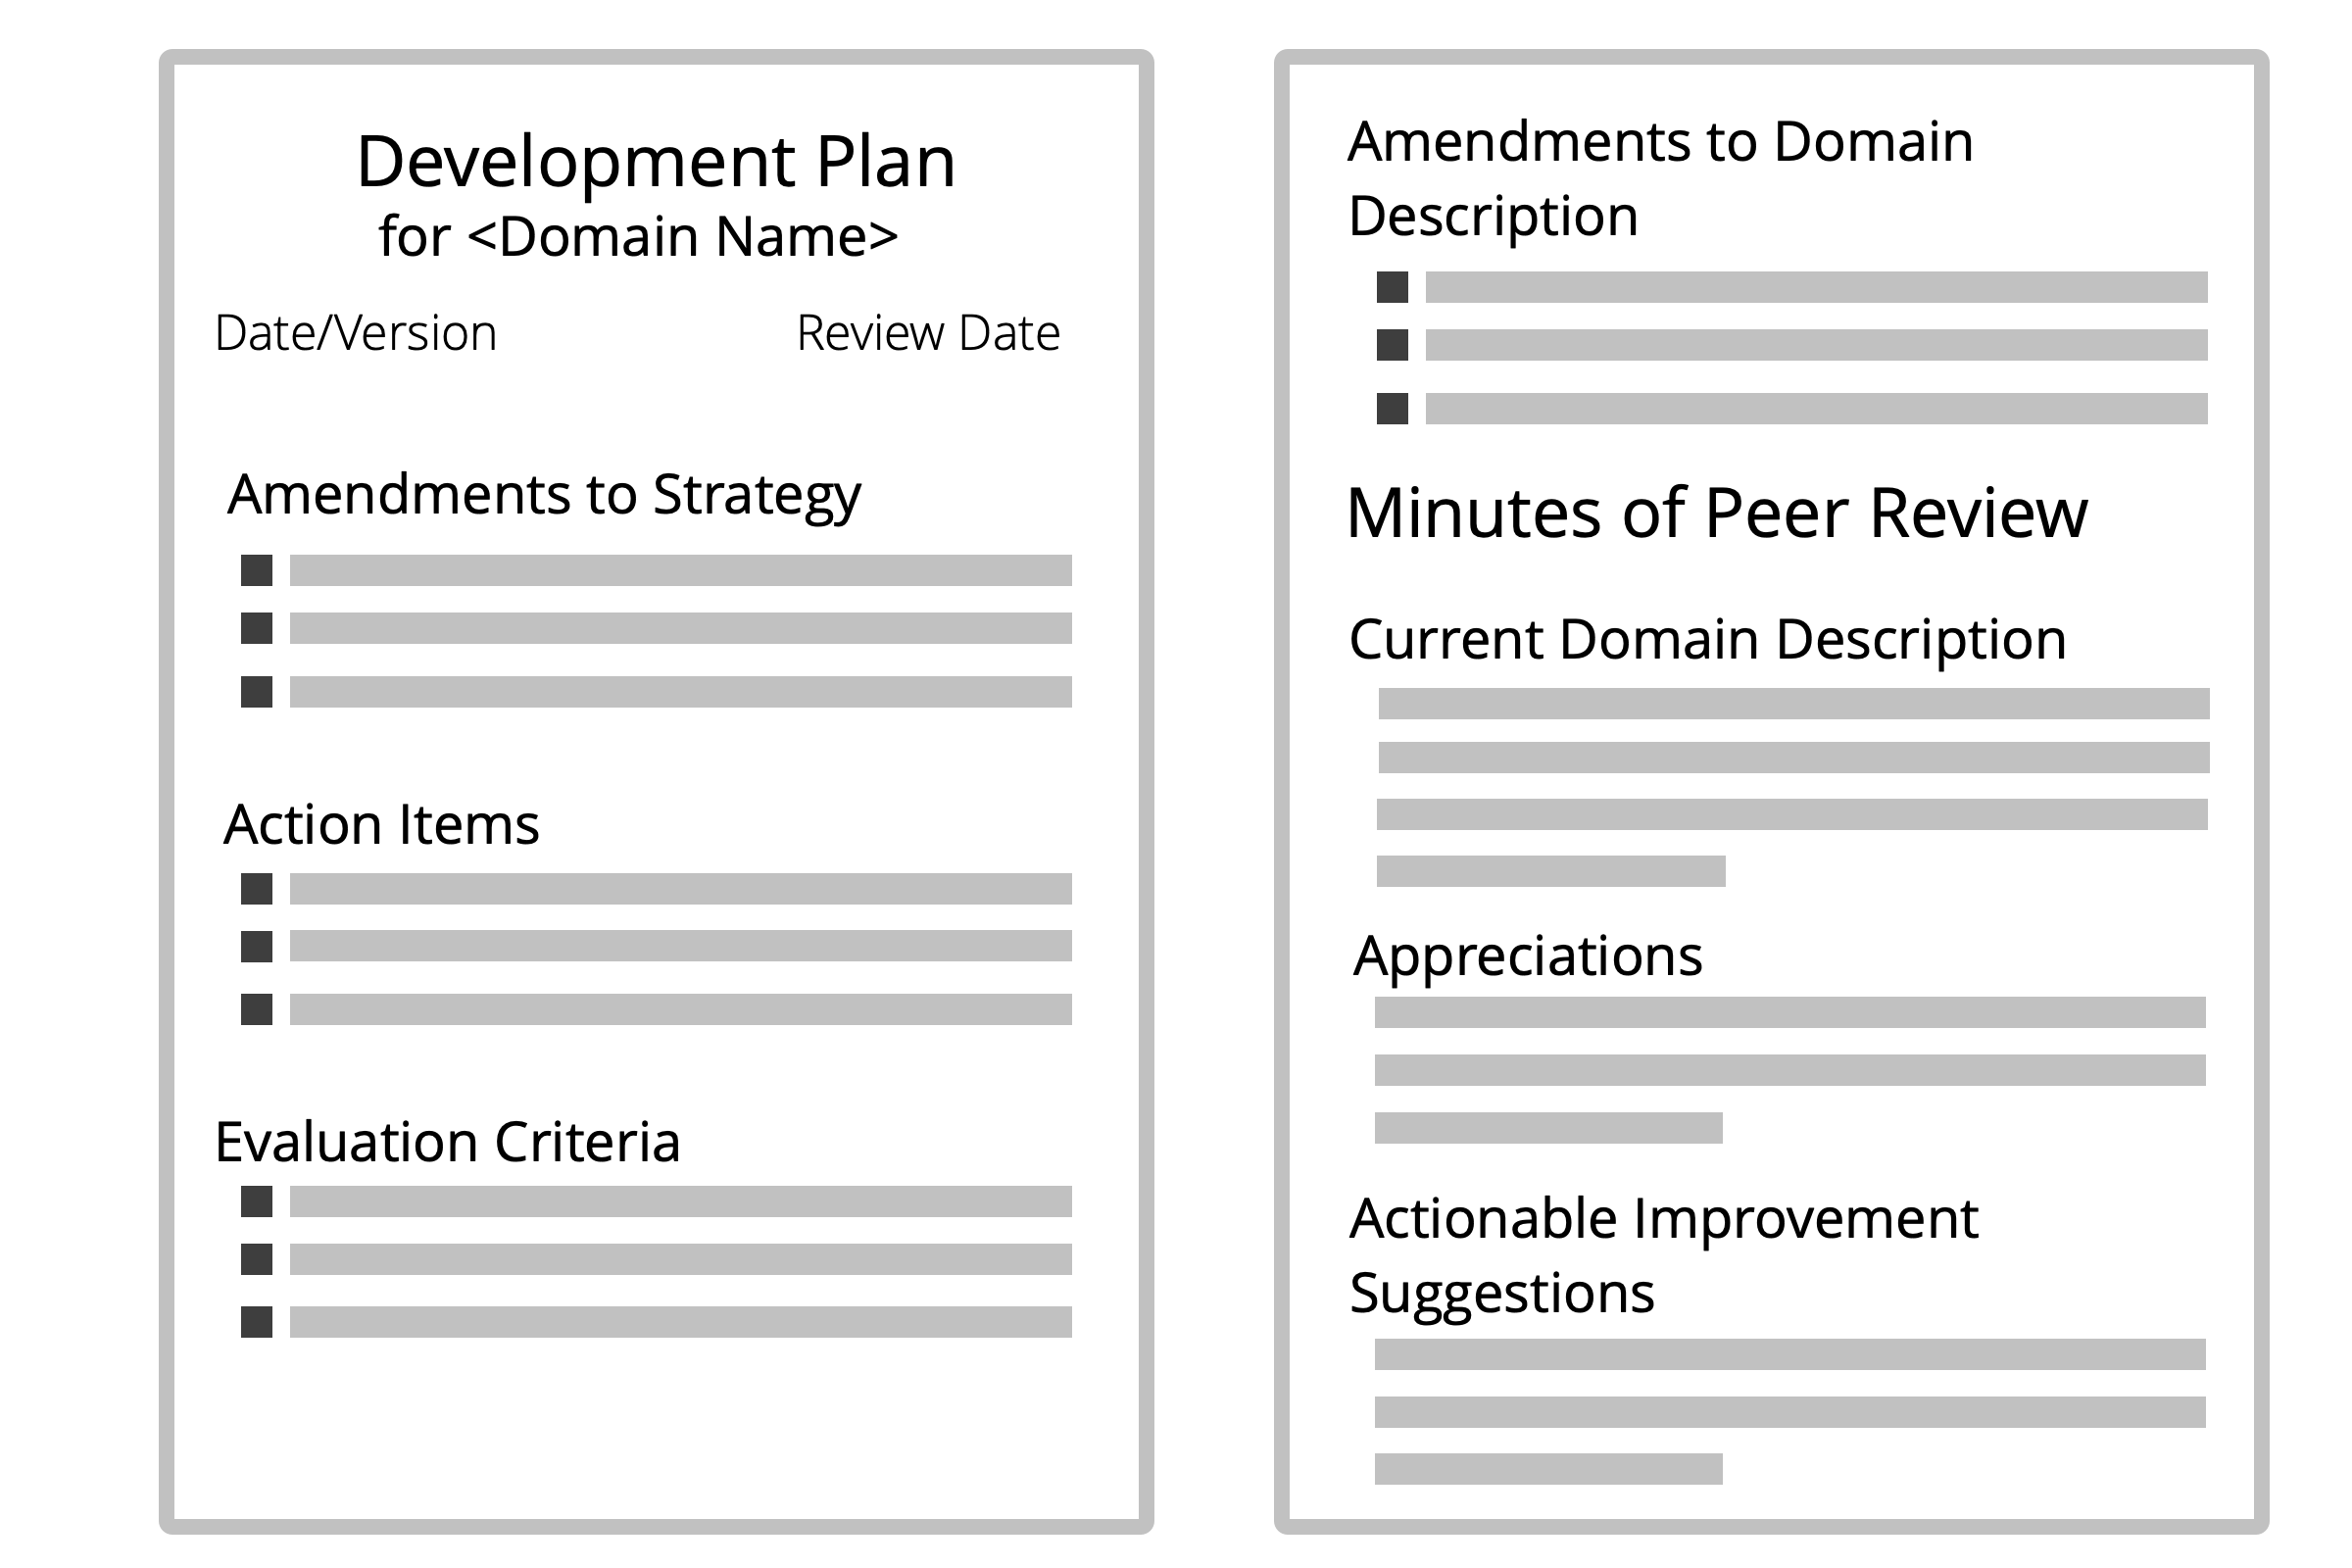 Development Plan
for <Domain Name>
Date/Version Review Date
Amendments to Strategy
Action Items
Evaluation Criteria
Amendments to Domain
Description
Minutes of Peer Review
Current Domain Description
Appreciations
Actionable Improvement
Suggestions